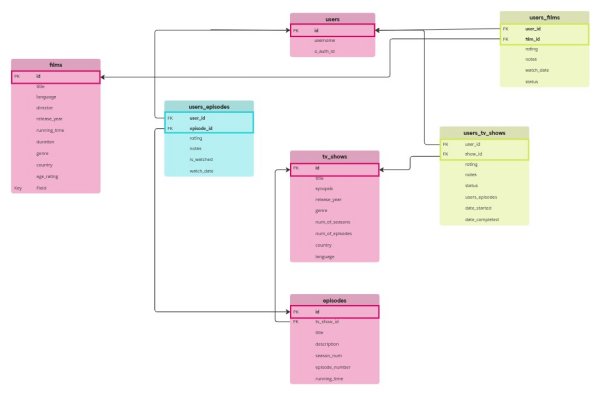 users
PK id
username
is_auth_id
users_films
FK user_id
FK film_id
rating
notes
watch_date
status
films
PK id
title
language
director
release_year
running_time
duration
genre
country
age_rating
Key Field
users_episodes
FK user_id
FK episode_id
rating
notes
is_watched
watch_date
users_tv_shows
FK user_id
FK show_id
rating
notes
status
users_episodes
date_started
date_completed
tv_shows
PK id
title
synopsis
release_year
genre
num_of_seasons
num_of_episodes
country
language
episodes
PK id
FK tv_show_id
title
description
season_num
episode_number
running_time